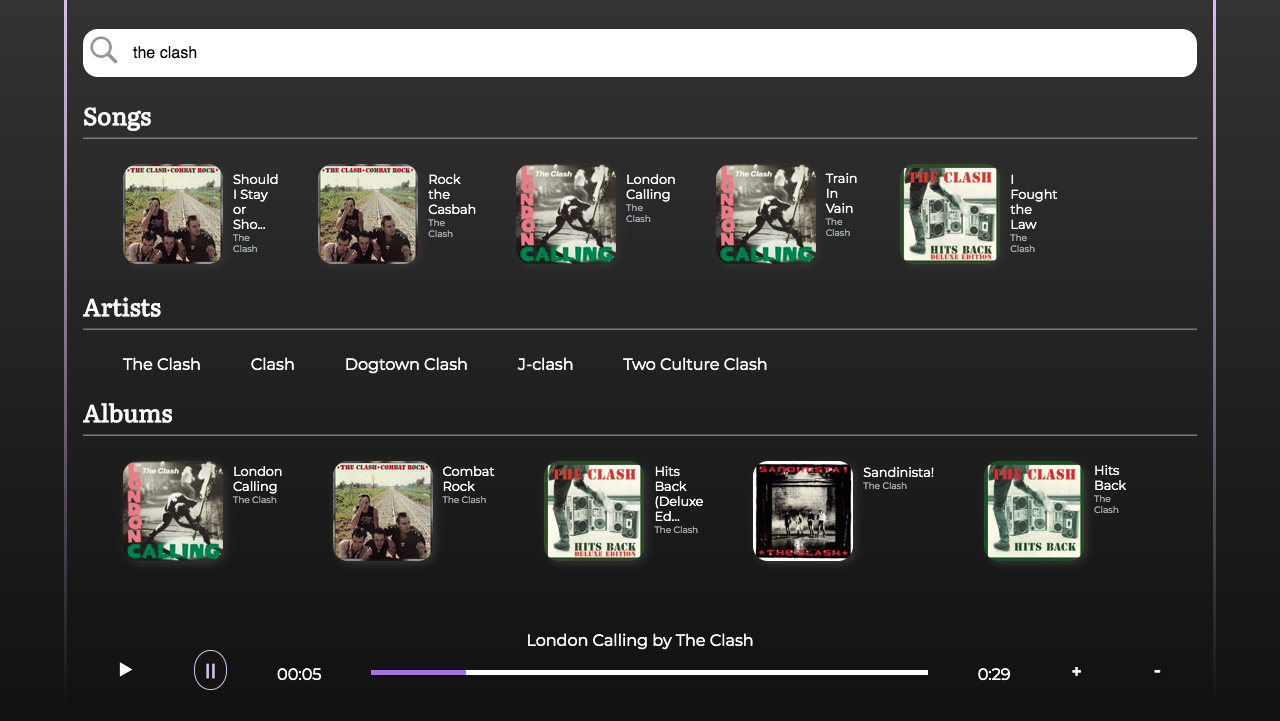 the clash
Songs
THE CLASH•COMBAT ROCK
Should
I Stay
or
Sho...
The
Clash
THE CLASH•COMBAT ROCK
Rock
the
Casbah
The
Clash
The Clash
LONDON
CALLING
London
Calling
The
Clash
The Clash
LONDON
CALLING
Train
In
Vain
The
Clash
THE CLASH
HITS BACK
DELUXE EDITION
I
Fought
the
Law
The
Clash
Artists
The Clash Clash Dogtown Clash J-clash Two Culture Clash
Albums
The Clash
LONDON
CALLING
London
Calling
The Clash
THE CLASH•COMBAT ROCK
Combat
Rock
The Clash
THE CLASH
HITS BACK
DELUXE EDITION
Hits
Back
(Deluxe
Ed...
The Clash
SANDINISTA!
★THE CLASH★
Sandinista!
The Clash
THE CLASH
HITS BACK
Hits
Back
The
Clash
London Calling by The Clash
00:05 0:29 + -